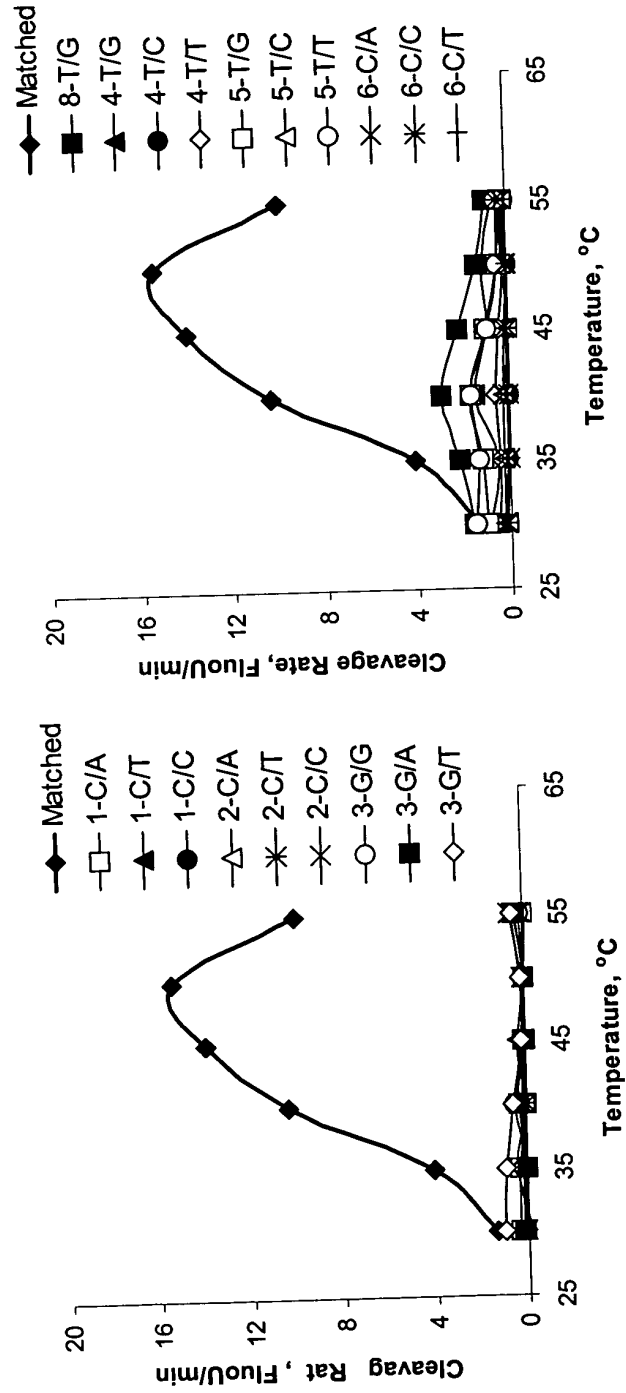 20
16
12
8
4
0
Cleavag Rat , FluoU/min
25
35
45
55
65
Temperature, °C
Matched
1-C/A
1-C/T
1-C/C
2-C/A
2-C/T
2-C/C
3-G/G
3-G/A
3-G/T
20
16
12
8
4
0
Cleavage Rate, FluoU/min
25
35
45
55
65
Temperature, °C
Matched
8-T/G
4-T/G
4-T/C
4-T/T
5-T/G
5-T/C
5-T/T
6-C/A
6-C/C
6-C/T